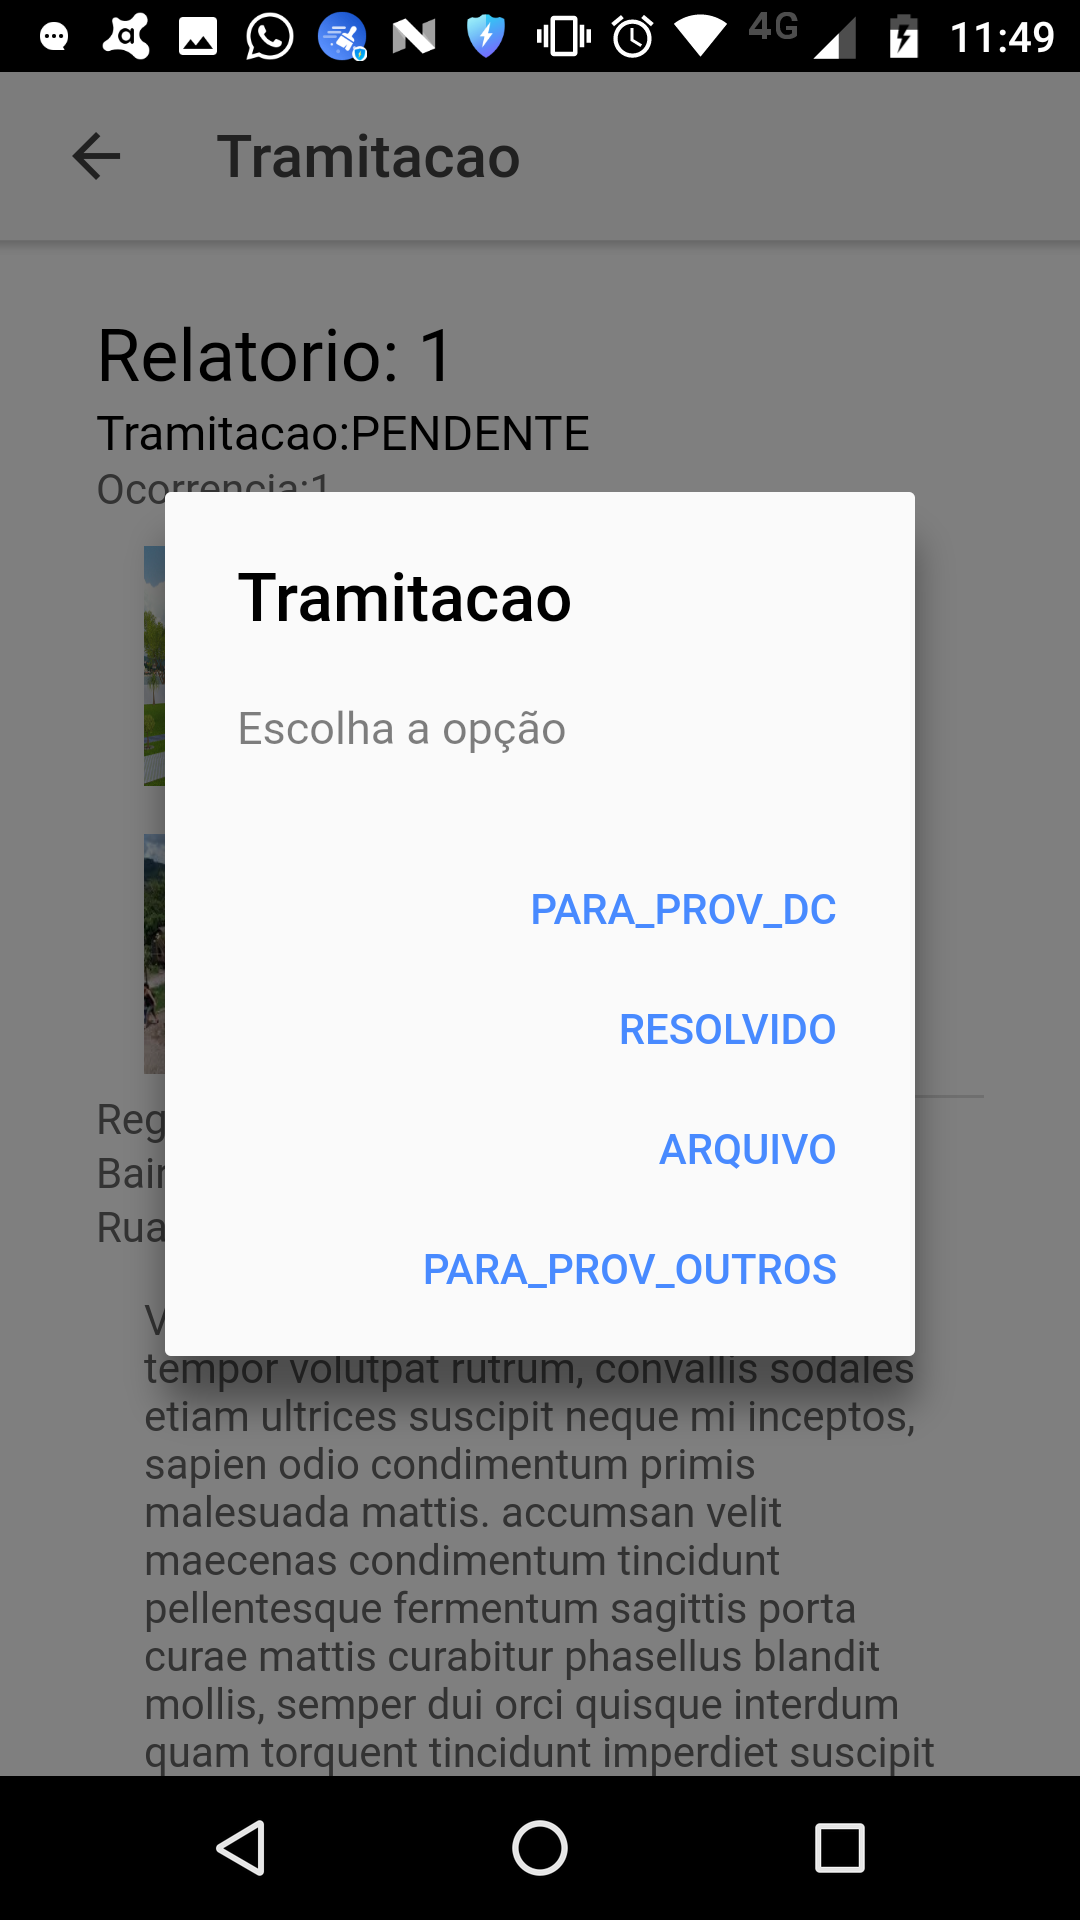 4G 11:49
Tramitacao
Relatorio: 1
Tramitacao:PENDENTE
Ocorrencia:1
Tramitacao
Escolha a opção
PARA_PROV_DC
RESOLVIDO
ARQUIVO
PARA_PROV_OUTROS
Reg
Bair
Rua
V
tempor volutpat rutrum, convallis sodales
etiam ultrices suscipit neque mi inceptos,
sapien odio condimentum primis
malesuada mattis. accumsan velit
maecenas condimentum tincidunt
pellentesque fermentum sagittis porta
curae mattis curabitur phasellus blandit
mollis, semper dui orci quisque interdum
quam torquent tincidunt imperdiet suscipit